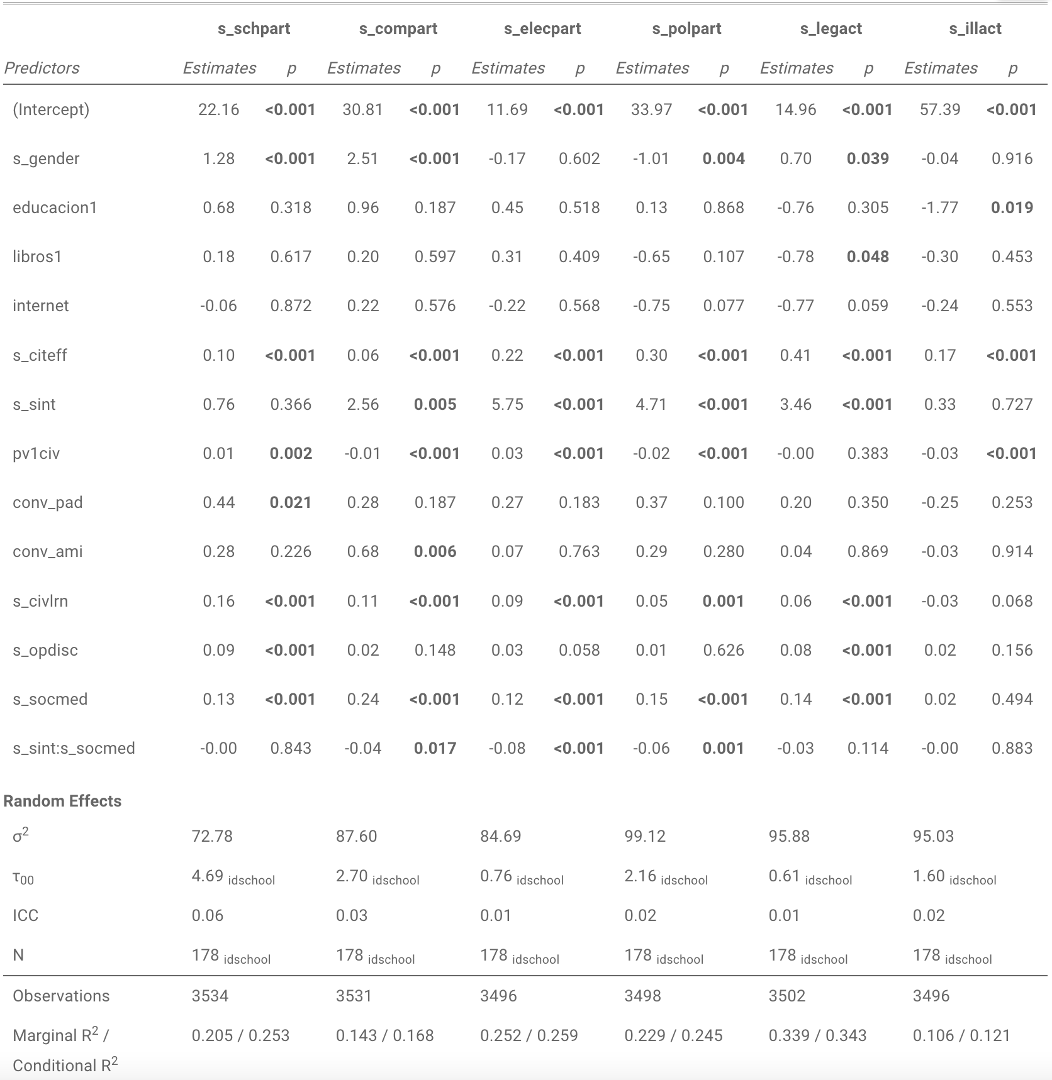 s_schpart s_compart s_elecpart s_polpart s_legact s_illact
Predictors Estimates p Estimates p Estimates p Estimates p Estimates p Estimates p
(Intercept) 22.16 <0.001 30.81 <0.001 11.69 <0.001 33.97 <0.001 14.96 <0.001 57.39 <0.001
s_gender 1.28 <0.001 2.51 <0.001 -0.17 0.602 -1.01 0.004 0.70 0.039 -0.04 0.916
educacion1 0.68 0.318 0.96 0.187 0.45 0.518 0.13 0.868 -0.76 0.305 -1.77 0.019
libros1 0.18 0.617 0.20 0.597 0.31 0.409 -0.65 0.107 -0.78 0.048 -0.30 0.453
internet -0.06 0.872 0.22 0.576 -0.22 0.568 -0.75 0.077 -0.77 0.059 -0.24 0.553
s_citeff 0.10 <0.001 0.06 <0.001 0.22 <0.001 0.30 <0.001 0.41 <0.001 0.17 <0.001
s_sint 0.76 0.366 2.56 0.005 5.75 <0.001 4.71 <0.001 3.46 <0.001 0.33 0.727
pv1civ 0.01 0.002 -0.01 <0.001 0.03 <0.001 -0.02 <0.001 -0.00 0.383 -0.03 <0.001
conv_pad 0.44 0.021 0.28 0.187 0.27 0.183 0.37 0.100 0.20 0.350 -0.25 0.253
conv_ami 0.28 0.226 0.68 0.006 0.07 0.763 0.29 0.280 0.04 0.869 -0.03 0.914
s_civlrn 0.16 <0.001 0.11 <0.001 0.09 <0.001 0.05 0.001 0.06 <0.001 -0.03 0.068
s_opdisc 0.09 <0.001 0.02 0.148 0.03 0.058 0.01 0.626 0.08 <0.001 0.02 0.156
s_socmed 0.13 <0.001 0.24 <0.001 0.12 <0.001 0.15 <0.001 0.14 <0.001 0.02 0.494
s_sint:s_socmed -0.00 0.843 -0.04 0.017 -0.08 <0.001 -0.06 0.001 -0.03 0.114 -0.00 0.883
Random Effects
σ² 72.78 87.60 84.69 99.12 95.88 95.03
τ₀₀ 4.69 idschool 2.70 idschool 0.76 idschool 2.16 idschool 0.61 idschool 1.60 idschool
ICC 0.06 0.03 0.01 0.02 0.01 0.02
N 178 idschool 178 idschool 178 idschool 178 idschool 178 idschool 178 idschool
Observations 3534 3531 3496 3498 3502 3496
Marginal R² / 0.205 / 0.253 0.143 / 0.168 0.252 / 0.259 0.229 / 0.245 0.339 / 0.343 0.106 / 0.121
Conditional R²